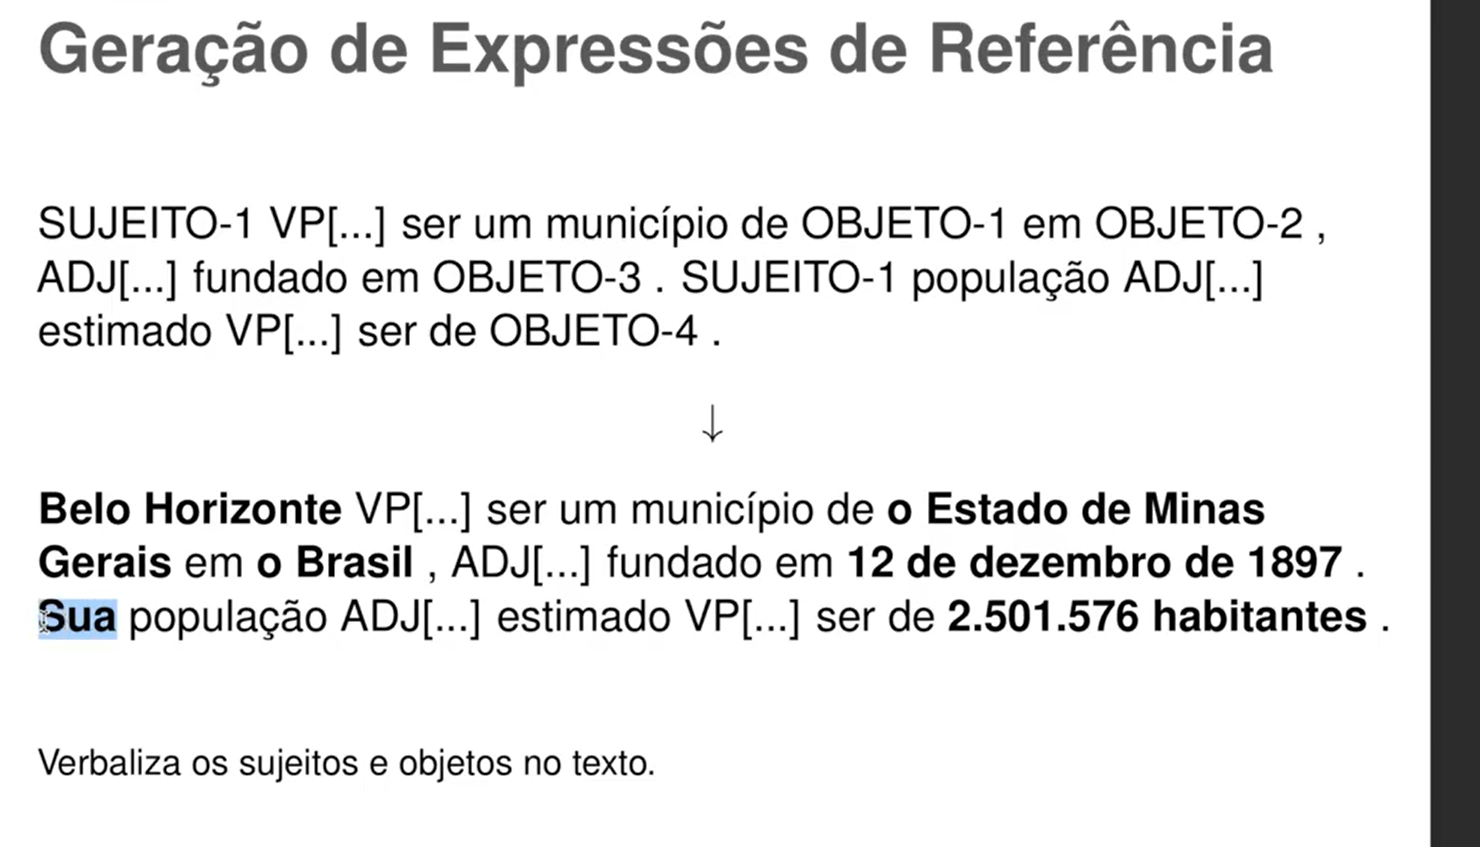 Geração de Expressões de Referência
SUJEITO-1 VP[...] ser um município de OBJETO-1 em OBJETO-2 ,
ADJ[...] fundado em OBJETO-3 . SUJEITO-1 população ADJ[...]
estimado VP[...] ser de OBJETO-4 .
↓
Belo Horizonte VP[...] ser um município de o Estado de Minas
Gerais em o Brasil , ADJ[...] fundado em 12 de dezembro de 1897 .
Sua população ADJ[...] estimado VP[...] ser de 2.501.576 habitantes .
Verbaliza os sujeitos e objetos no texto.